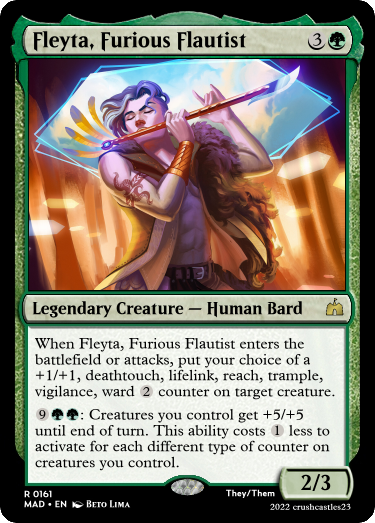 Fleyta, Furious Flautist 3
Legendary Creature — Human Bard
When Fleyta, Furious Flautist enters the
battlefield or attacks, put your choice of a
+1/+1, deathtouch, lifelink, reach, trample,
vigilance, ward 2 counter on target creature.
9 : Creatures you control get +5/+5
until end of turn. This ability costs 1 less to
activate for each different type of counter on
creatures you control.
2/3
R 0161
MAD • EN Beto Lima
They/Them
2022 crushcastles23